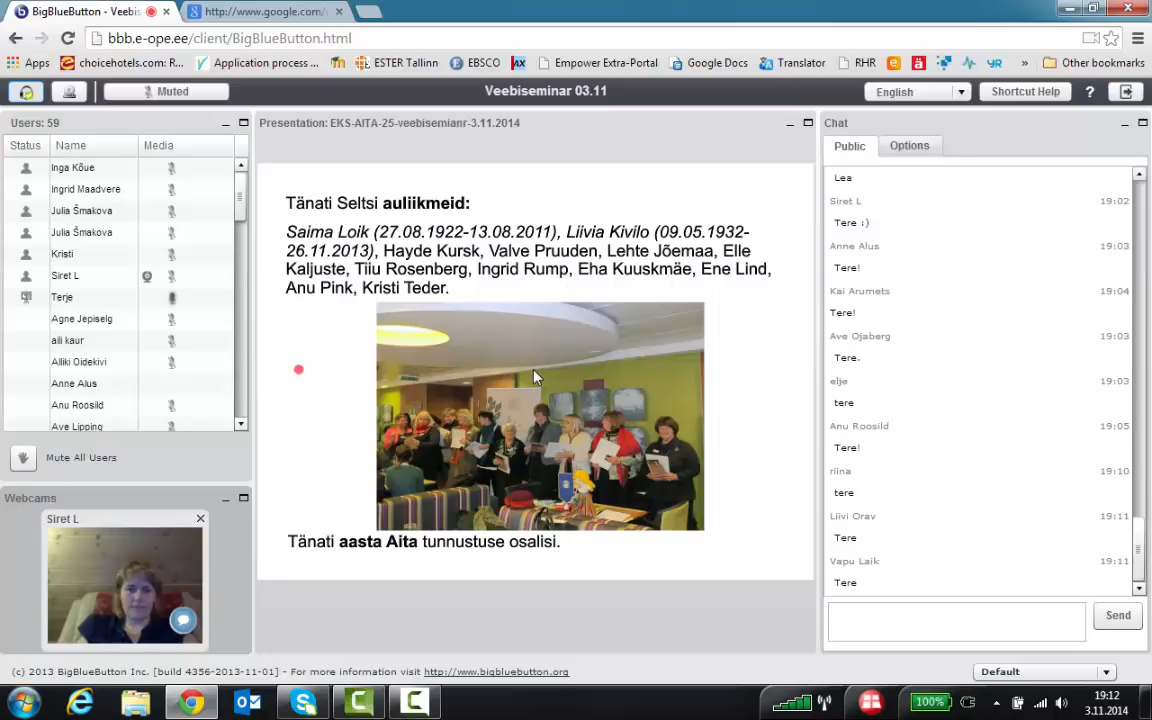 BigBlueButton - Veebis
http://www.google.com/
bbb.e-ope.ee/client/BigBlueButton.html
Apps
choicehotels.com: R...
Application process ...
ESTER Tallinn
EBSCO
Empower Extra-Portal
Google Docs
Translator
RHR
Other bookmarks
Muted
Veebiseminar 03.11
English
Shortcut Help
?
Users: 59
Status Name Media
Inga Kõue
Ingrid Maadvere
Julia Šmakova
Julia Šmakova
Kristi
Siret L
Terje
Agne Jepiselg
aili kaur
Alliki Oidekivi
Anne Alus
Anu Roosild
Ave Lipping
Mute All Users
Webcams
Siret L
Presentation: EKS-AITA-25-veebisemianr-3.11.2014
Tänati Seltsi auliikmeid:
Saima Loik (27.08.1922-13.08.2011), Liivia Kivilo (09.05.1932-
26.11.2013), Hayde Kursk, Valve Pruuden, Lehte Jõemaa, Elle
Kaljuste, Tiiu Rosenberg, Ingrid Rump, Eha Kuuskmäe, Ene Lind,
Anu Pink, Kristi Teder.
Tänati aasta Aita tunnustuse osalisi.
Chat
Public Options
Lea
Siret L 19:02
Tere :)
Anne Alus 19:03
Tere!
Kai Arumets 19:04
Tere!
Ave Ojaberg 19:03
Tere.
elje 19:03
tere
Anu Roosild 19:05
Tere!
riina 19:10
tere
Liivi Orav 19:11
Tere
Vapu Laik 19:11
Tere
Send
(c) 2013 BigBlueButton Inc. [build 4356-2013-11-01] - For more information visit http://www.bigbluebutton.org
Default
100%
19:12
3.11.2014